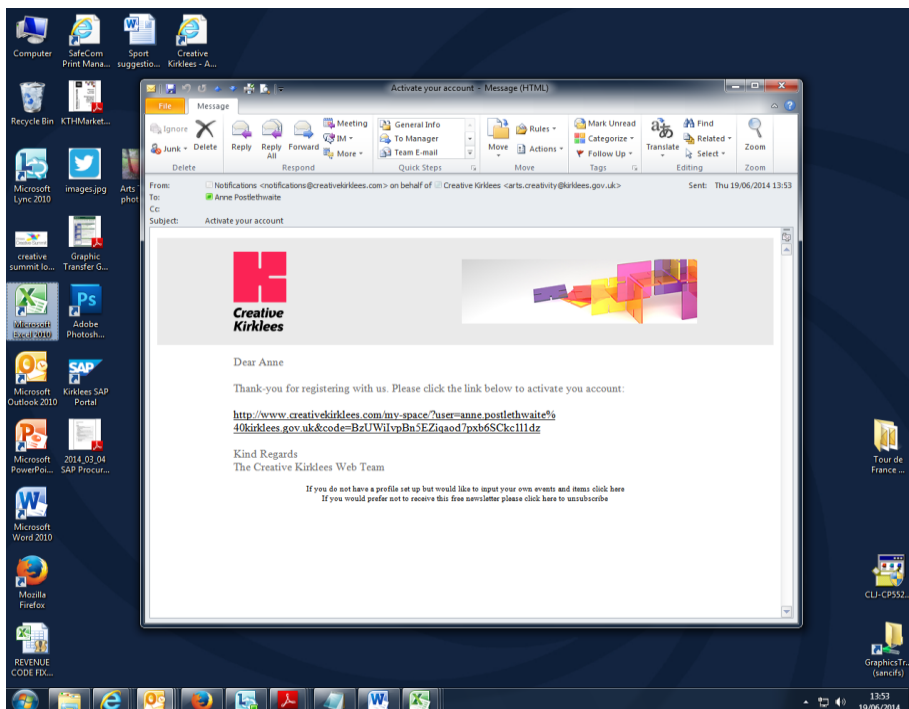 Computer
SafeCom
Print Mana...
Sport
suggestio...
Creative
Kirklees - A...
Recycle Bin
KTHMarket...
Microsoft
Lync 2010
images.jpg
Arts
phot
creative
summit lo...
Graphic
Transfer G...
Microsoft
Excel 2010
Adobe
Photosh...
Microsoft
Outlook 2010
Kirklees SAP
Portal
Microsoft
PowerPoi...
2014_03_04
SAP Procur...
Microsoft
Word 2010
Mozilla
Firefox
REVENUE
CODE FIX...
Activate your account - Message (HTML)
File Message
Ignore
Junk
Delete
Reply
Reply
All
Forward
Meeting
IM
More
General Info
To Manager
Team E-mail
Move
Rules
Actions
Mark Unread
Categorize
Follow Up
Translate
Find
Related
Select
Zoom
Delete Respond Quick Steps Move Tags Editing Zoom
From: Notifications <notifications@creativekirklees.com> on behalf of Creative Kirklees <arts.creativity@kirklees.gov.uk> Sent: Thu 19/06/2014 13:53
To: Anne Postlethwaite
Cc:
Subject: Activate your account
Creative
Kirklees
Dear Anne
Thank-you for registering with us. Please click the link below to activate you account:
http://www.creativekirklees.com/my-space/?user=anne.postlethwaite%
40kirklees.gov.uk&code=BzUWiIvpBn5EZiqaod7pxb6SCkc1l1dz
Kind Regards
The Creative Kirklees Web Team
If you do not have a profile set up but would like to input your own events and items click here
If you would prefer not to receive this free newsletter please click here to unsubscribe
Tour de
France ...
CLJ-CP552...
GraphicsTr...
(sancifs)
13:53
19/06/2014